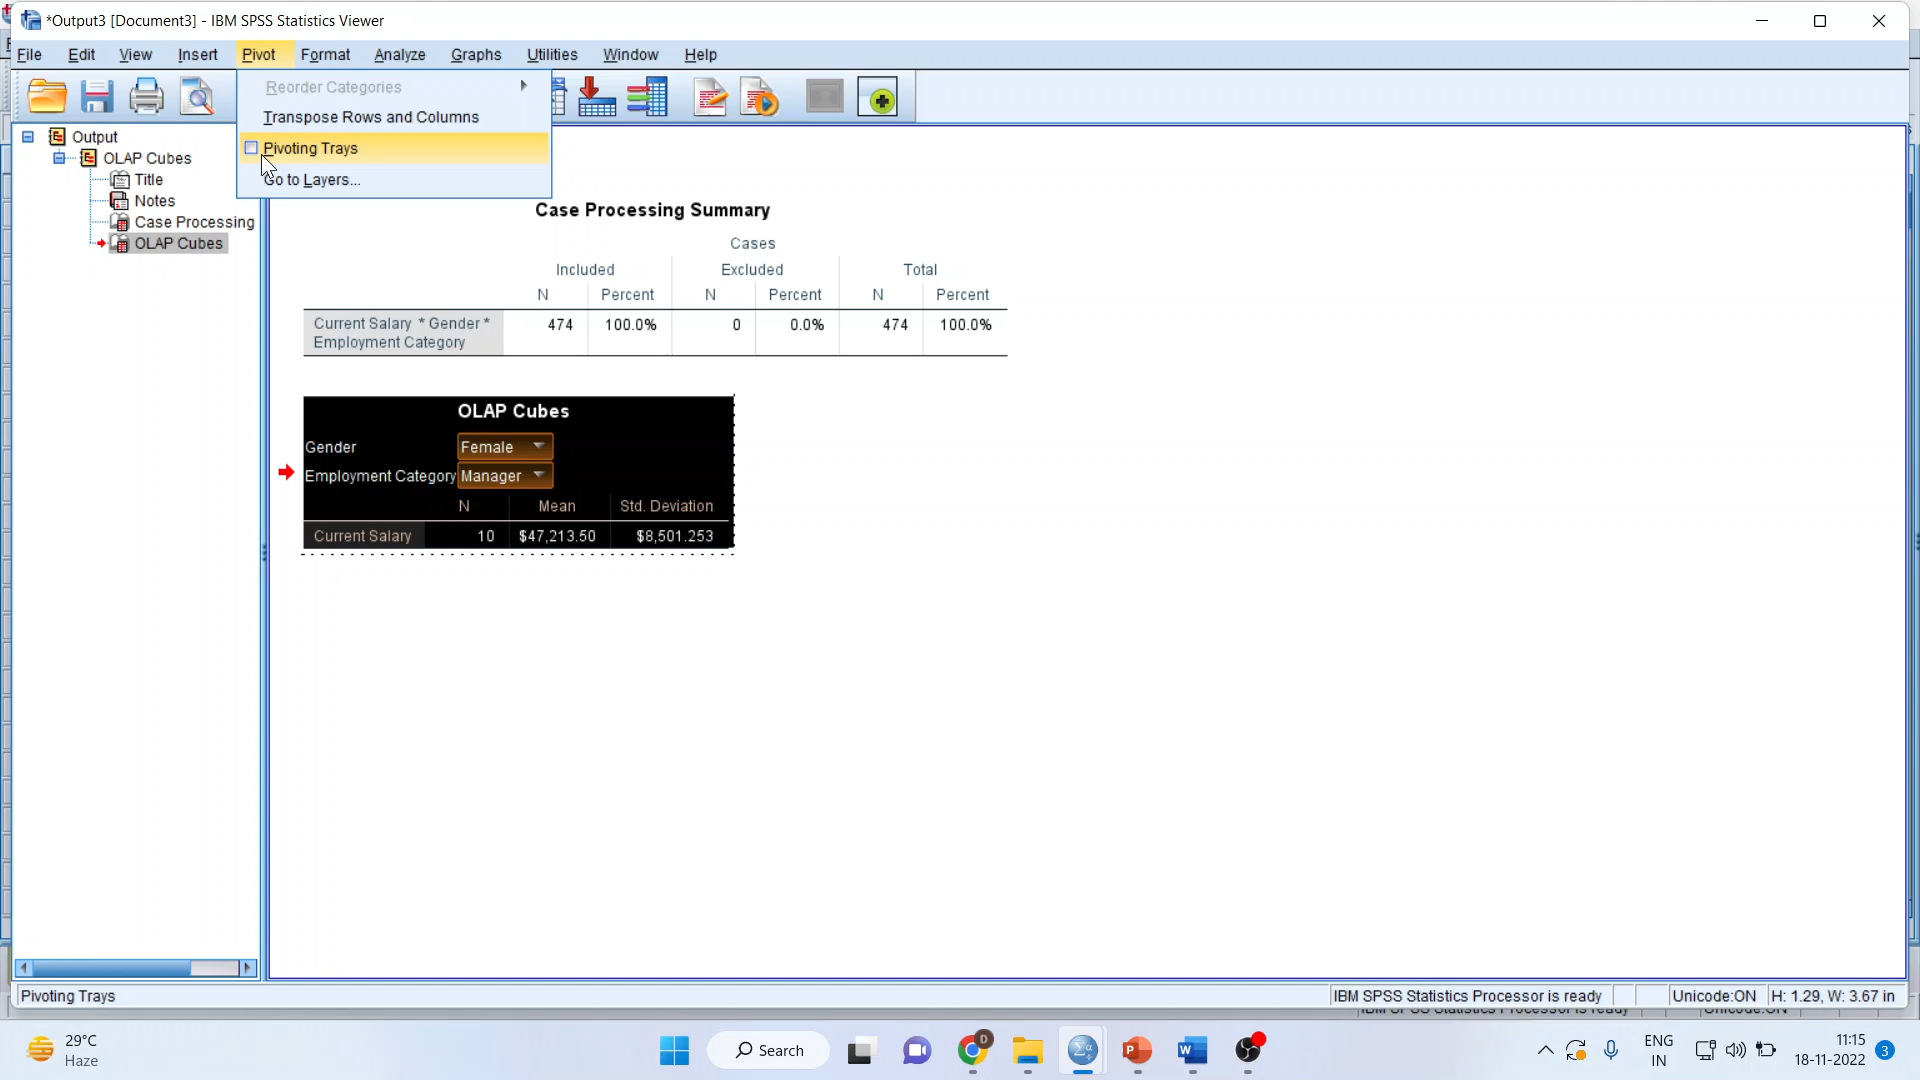 *Output3 [Document3] - IBM SPSS Statistics Viewer
File Edit View Insert Pivot Format Analyze Graphs Utilities Window Help
Reorder Categories
Transpose Rows and Columns
Pivoting Trays
Go to Layers...
Output
OLAP Cubes
Title
Notes
Case Processing
OLAP Cubes
Case Processing Summary
Cases
Included Excluded Total
N Percent N Percent N Percent
Current Salary * Gender * Employment Category 474 100.0% 0 0.0% 474 100.0%
OLAP Cubes
Gender Female
Employment Category Manager
N Mean Std. Deviation
Current Salary 10 $47,213.50 $8,501.253
Pivoting Trays IBM SPSS Statistics Processor is ready Unicode:ON H: 1.29, W: 3.67 in
29°C
Haze
Search
D
ENG
IN
11:15
18-11-2022
3